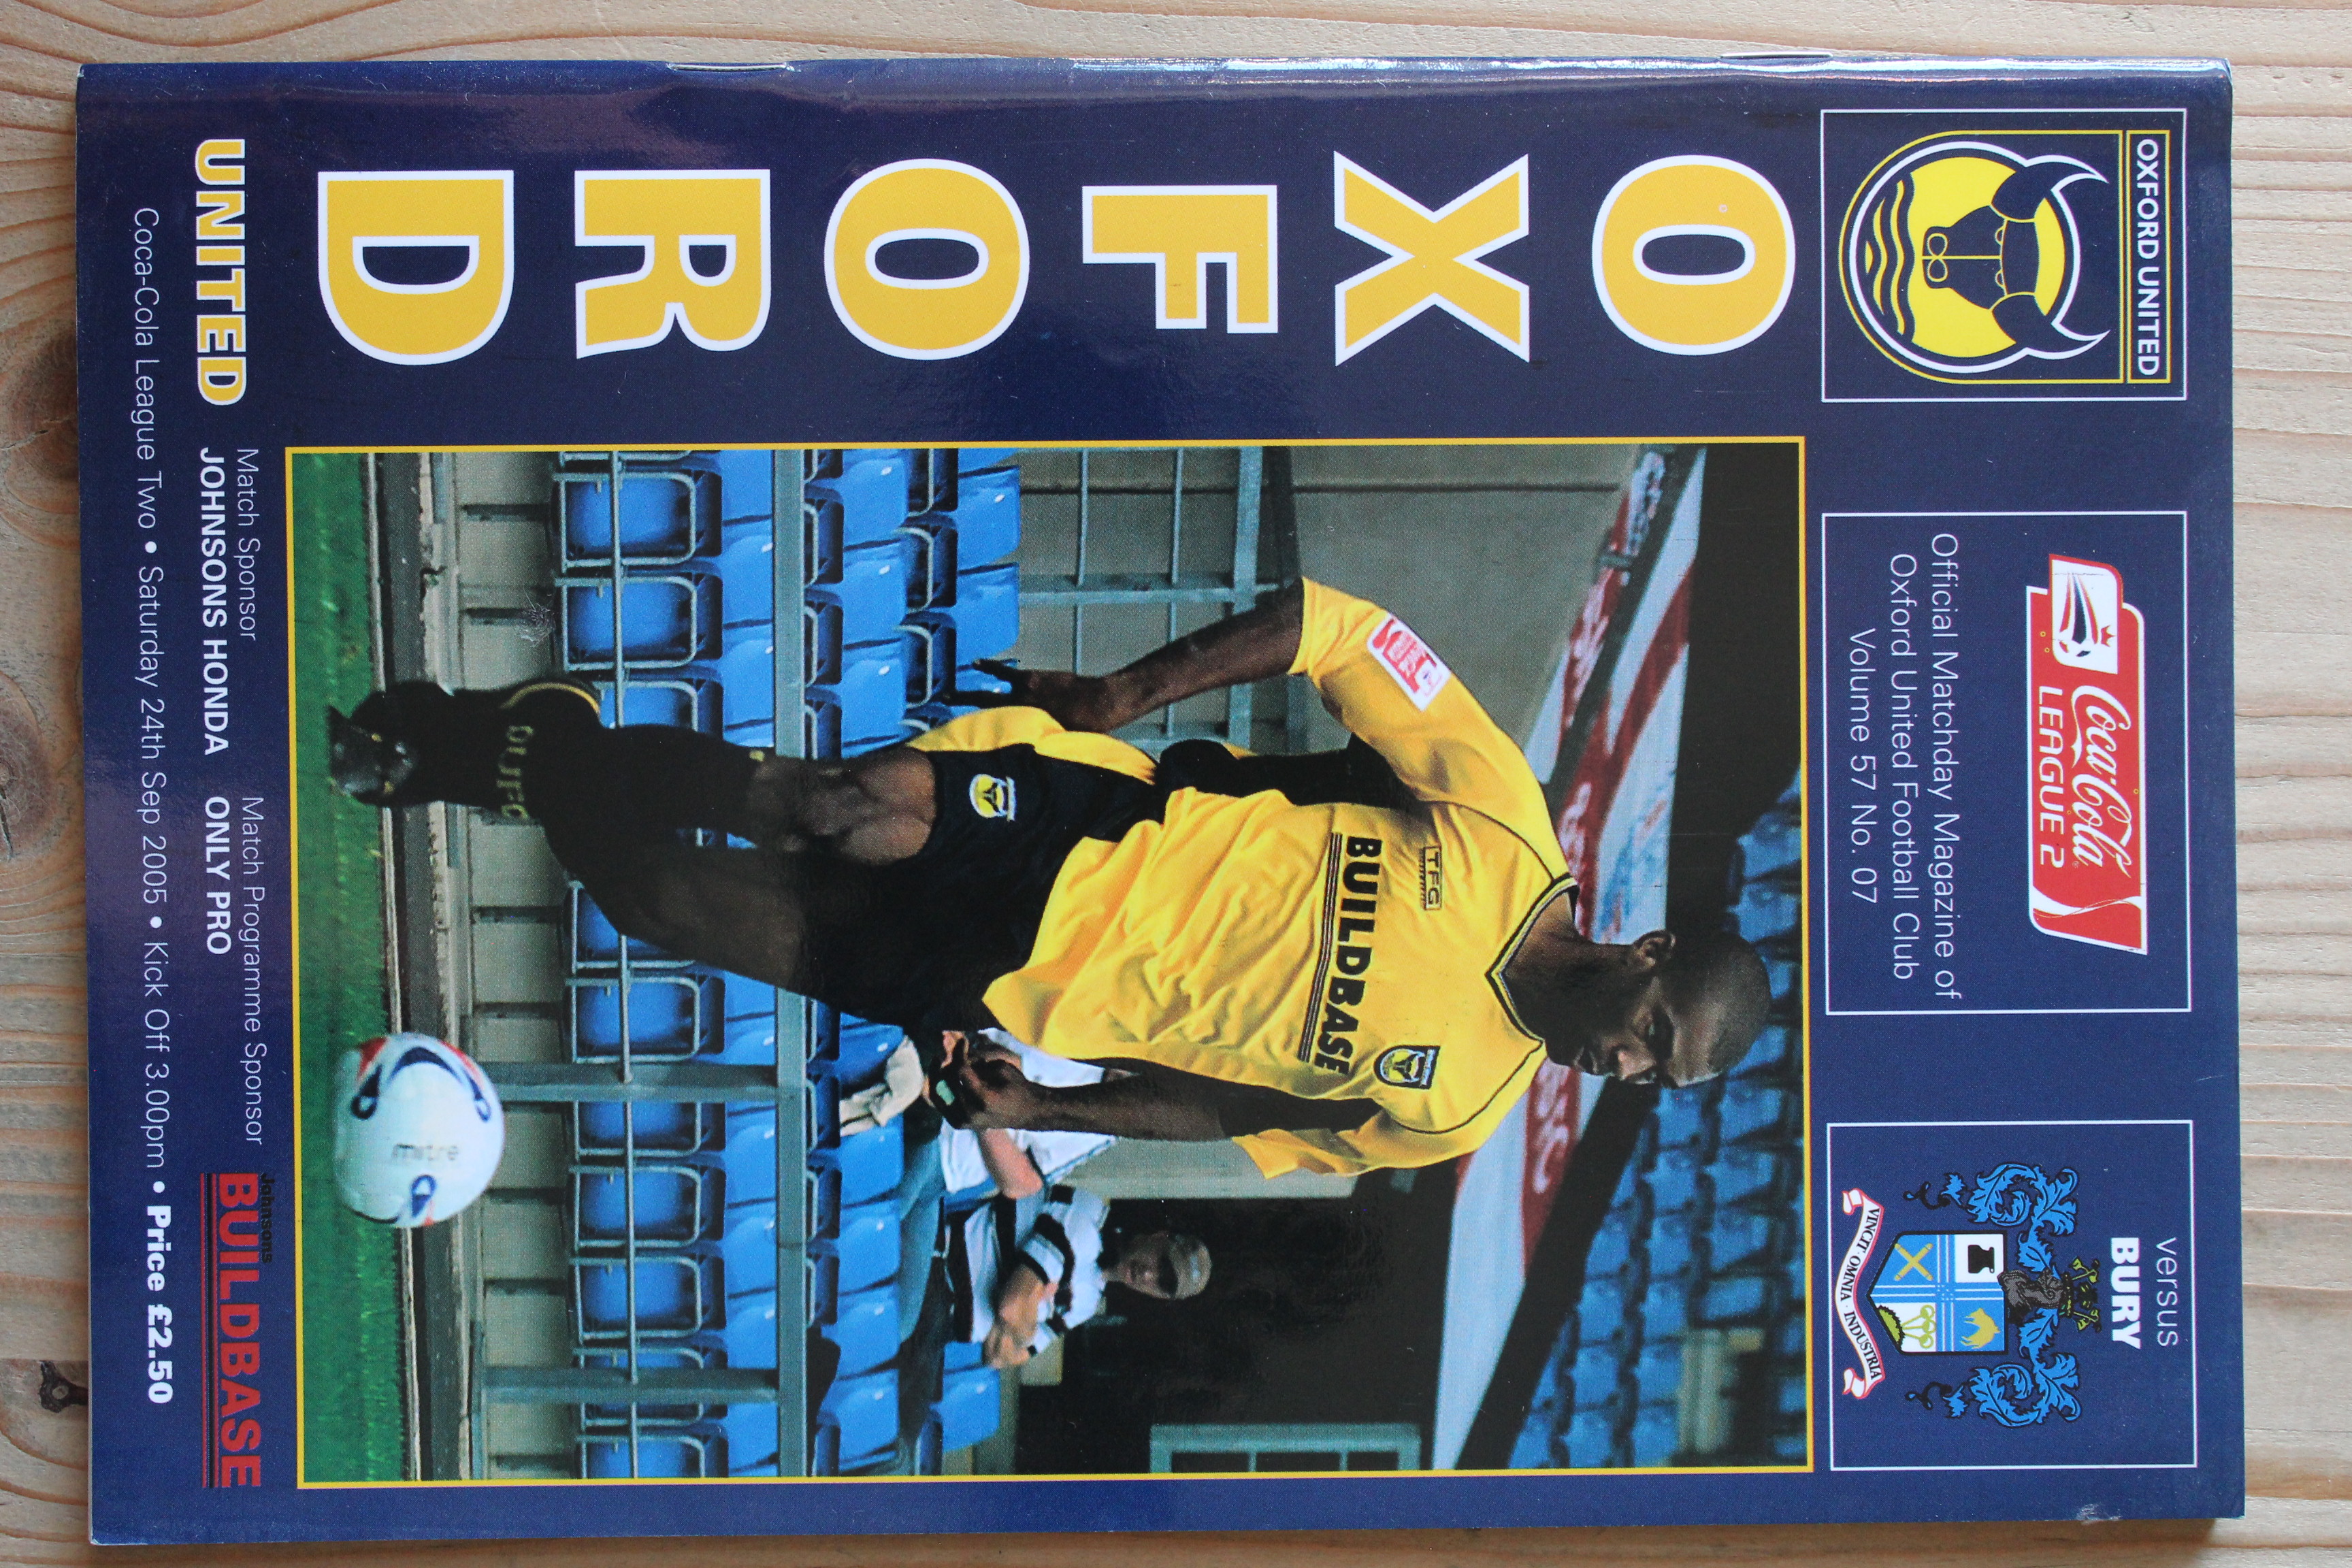 OXFORD UNITED
Coca-Cola
LEAGUE 2
Official Matchday Magazine of
Oxford United Football Club
Volume 57 No. 07
versus
BURY
VINCIT OMNIA INDUSTRIA
OXFORD
TFG
BUILDBASE
mitre
UNITED
Match Sponsor
JOHNSONS HONDA
Match Programme Sponsor
ONLY PRO
Johnsons
BUILDBASE
Coca-Cola League Two • Saturday 24th Sep 2005 • Kick Off 3.00pm • Price £2.50